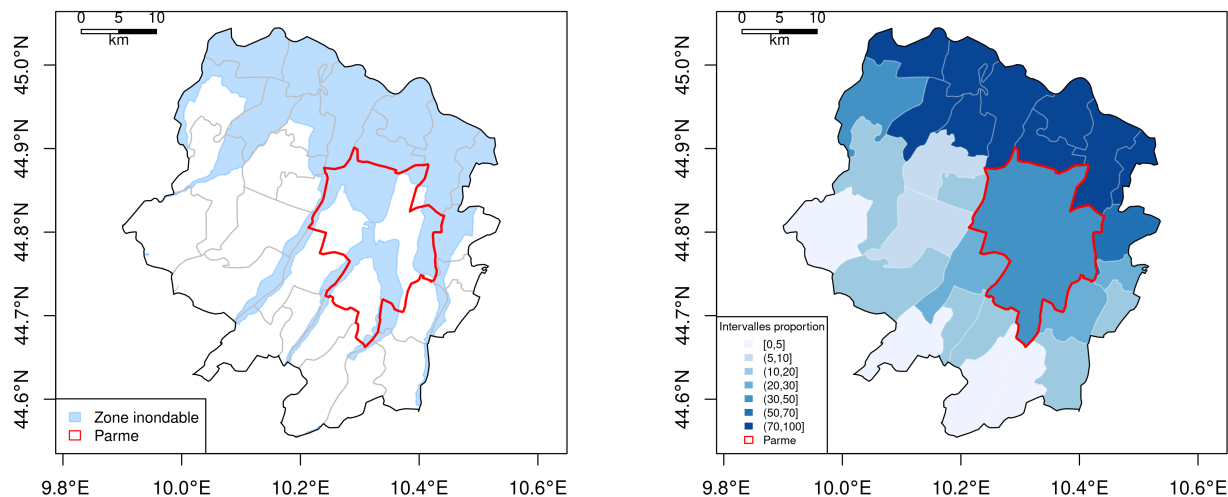 0 5 10
km
45.0°N
44.9°N
44.8°N
44.7°N
44.6°N
Zone inondable
Parme
9.8°E 10.0°E 10.2°E 10.4°E 10.6°E
0 5 10
km
45.0°N
44.9°N
44.8°N
44.7°N
44.6°N
Intervalles proportion
[0,5]
(5,10]
(10,20]
(20,30]
(30,50]
(50,70]
(70,100]
Parme
9.8°E 10.0°E 10.2°E 10.4°E 10.6°E